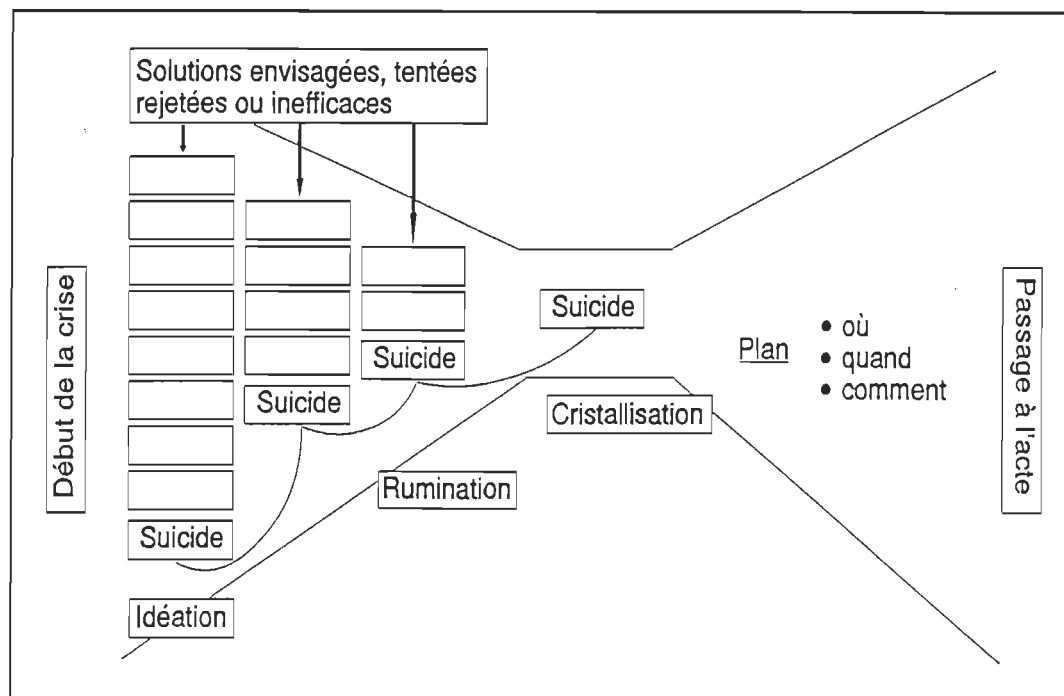 Solutions envisagées, tentées
rejetées ou inefficaces
Début de la crise
Suicide
Suicide
Suicide
Suicide
Idéation
Rumination
Cristallisation
Plan
• où
• quand
• comment
Passage à l'acte